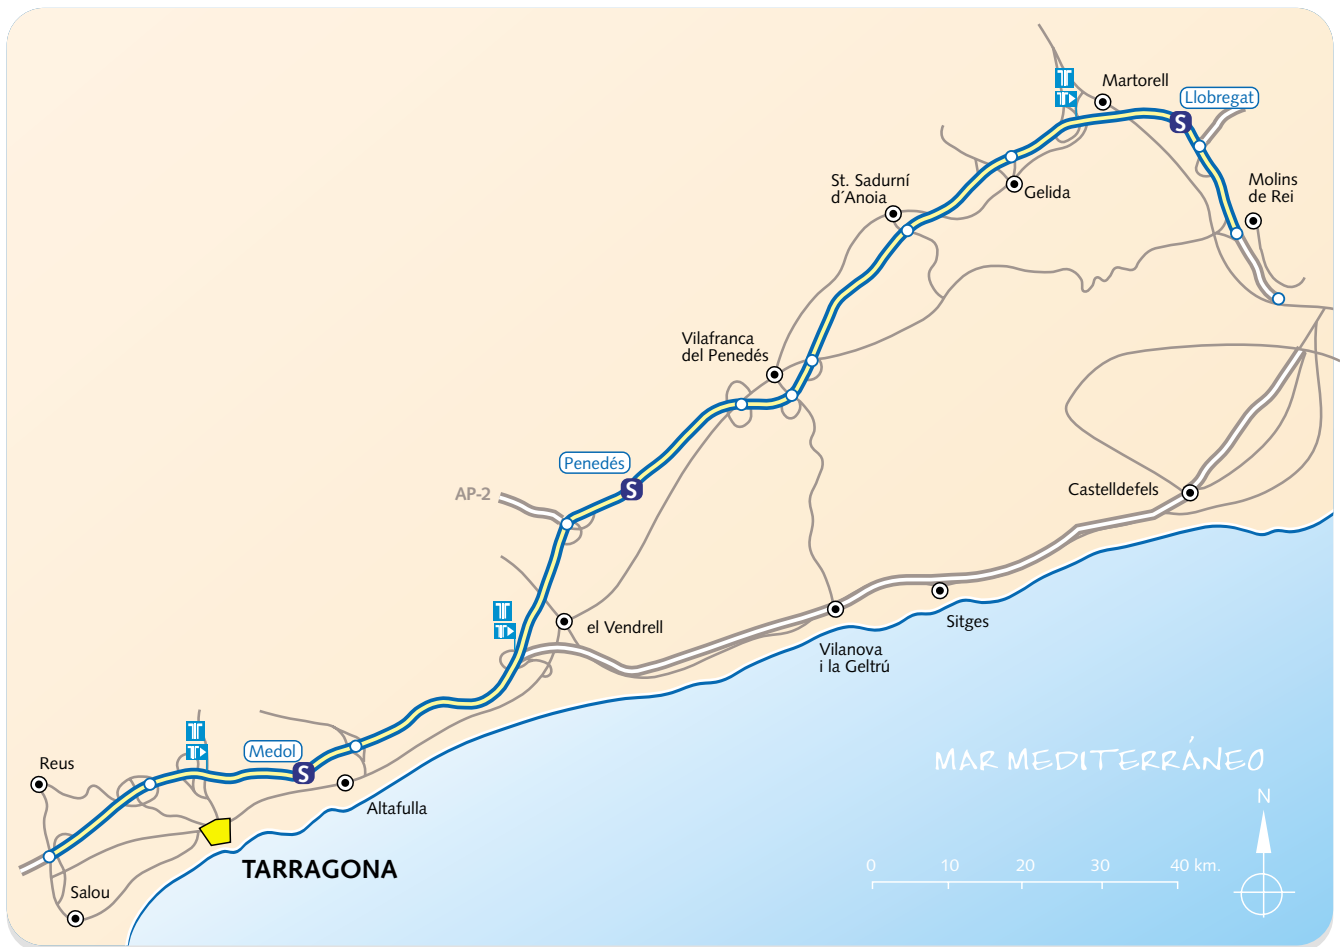 Martorell
Llobregat
S
St. Sadurní
d´Anoia
Gelida
Molins
de Rei
Vilafranca
del Penedés
Penedés
S
AP-2
Castelldefels
el Vendrell
Sitges
Vilanova
i la Geltrú
Medol
S
Reus
Altafulla
MAR MEDITERRÁNEO
N
TARRAGONA
0 10 20 30 40 km.
Salou